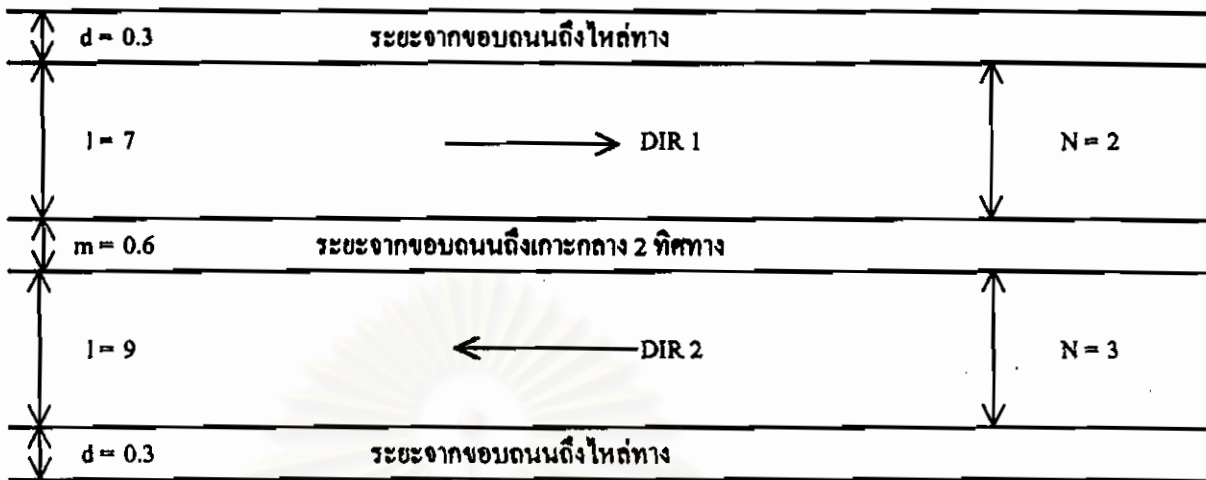 d = 0.3 ระยะจากขอบถนนถึงไหล่ทาง
l = 7 DIR 1 N = 2
m = 0.6 ระยะจากขอบถนนถึงเกาะกลาง 2 ทิศทาง
l = 9 DIR 2 N = 3
d = 0.3 ระยะจากขอบถนนถึงไหล่ทาง